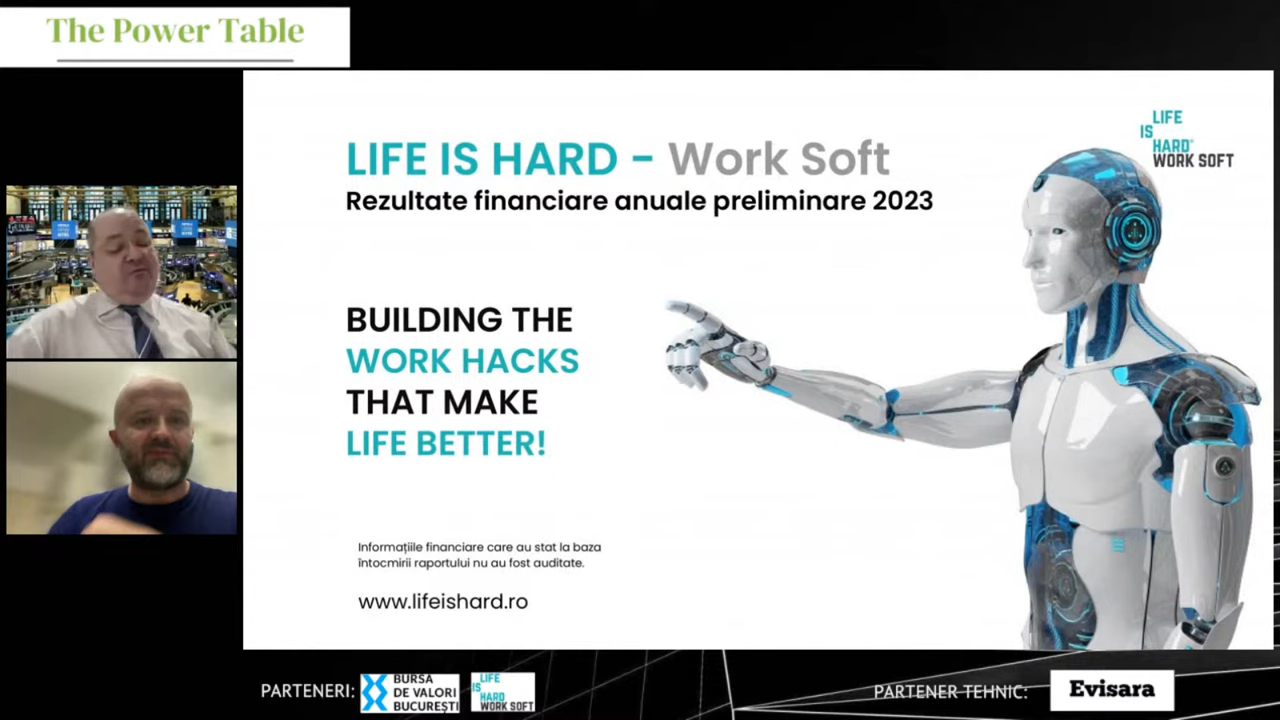 The Power Table
LIFE
IS
HARD®
WORK SOFT
LIFE IS HARD - Work Soft
Rezultate financiare anuale preliminare 2023
BUILDING THE
WORK HACKS
THAT MAKE
LIFE BETTER!
Informațiile financiare care au stat la baza
întocmirii raportului nu au fost auditate.
www.lifeishard.ro
PARTENERI:
BURSA
DE VALORI
BUCUREȘTI
LIFE
IS
HARD
WORK SOFT
PARTENER TEHNIC:
Evisara